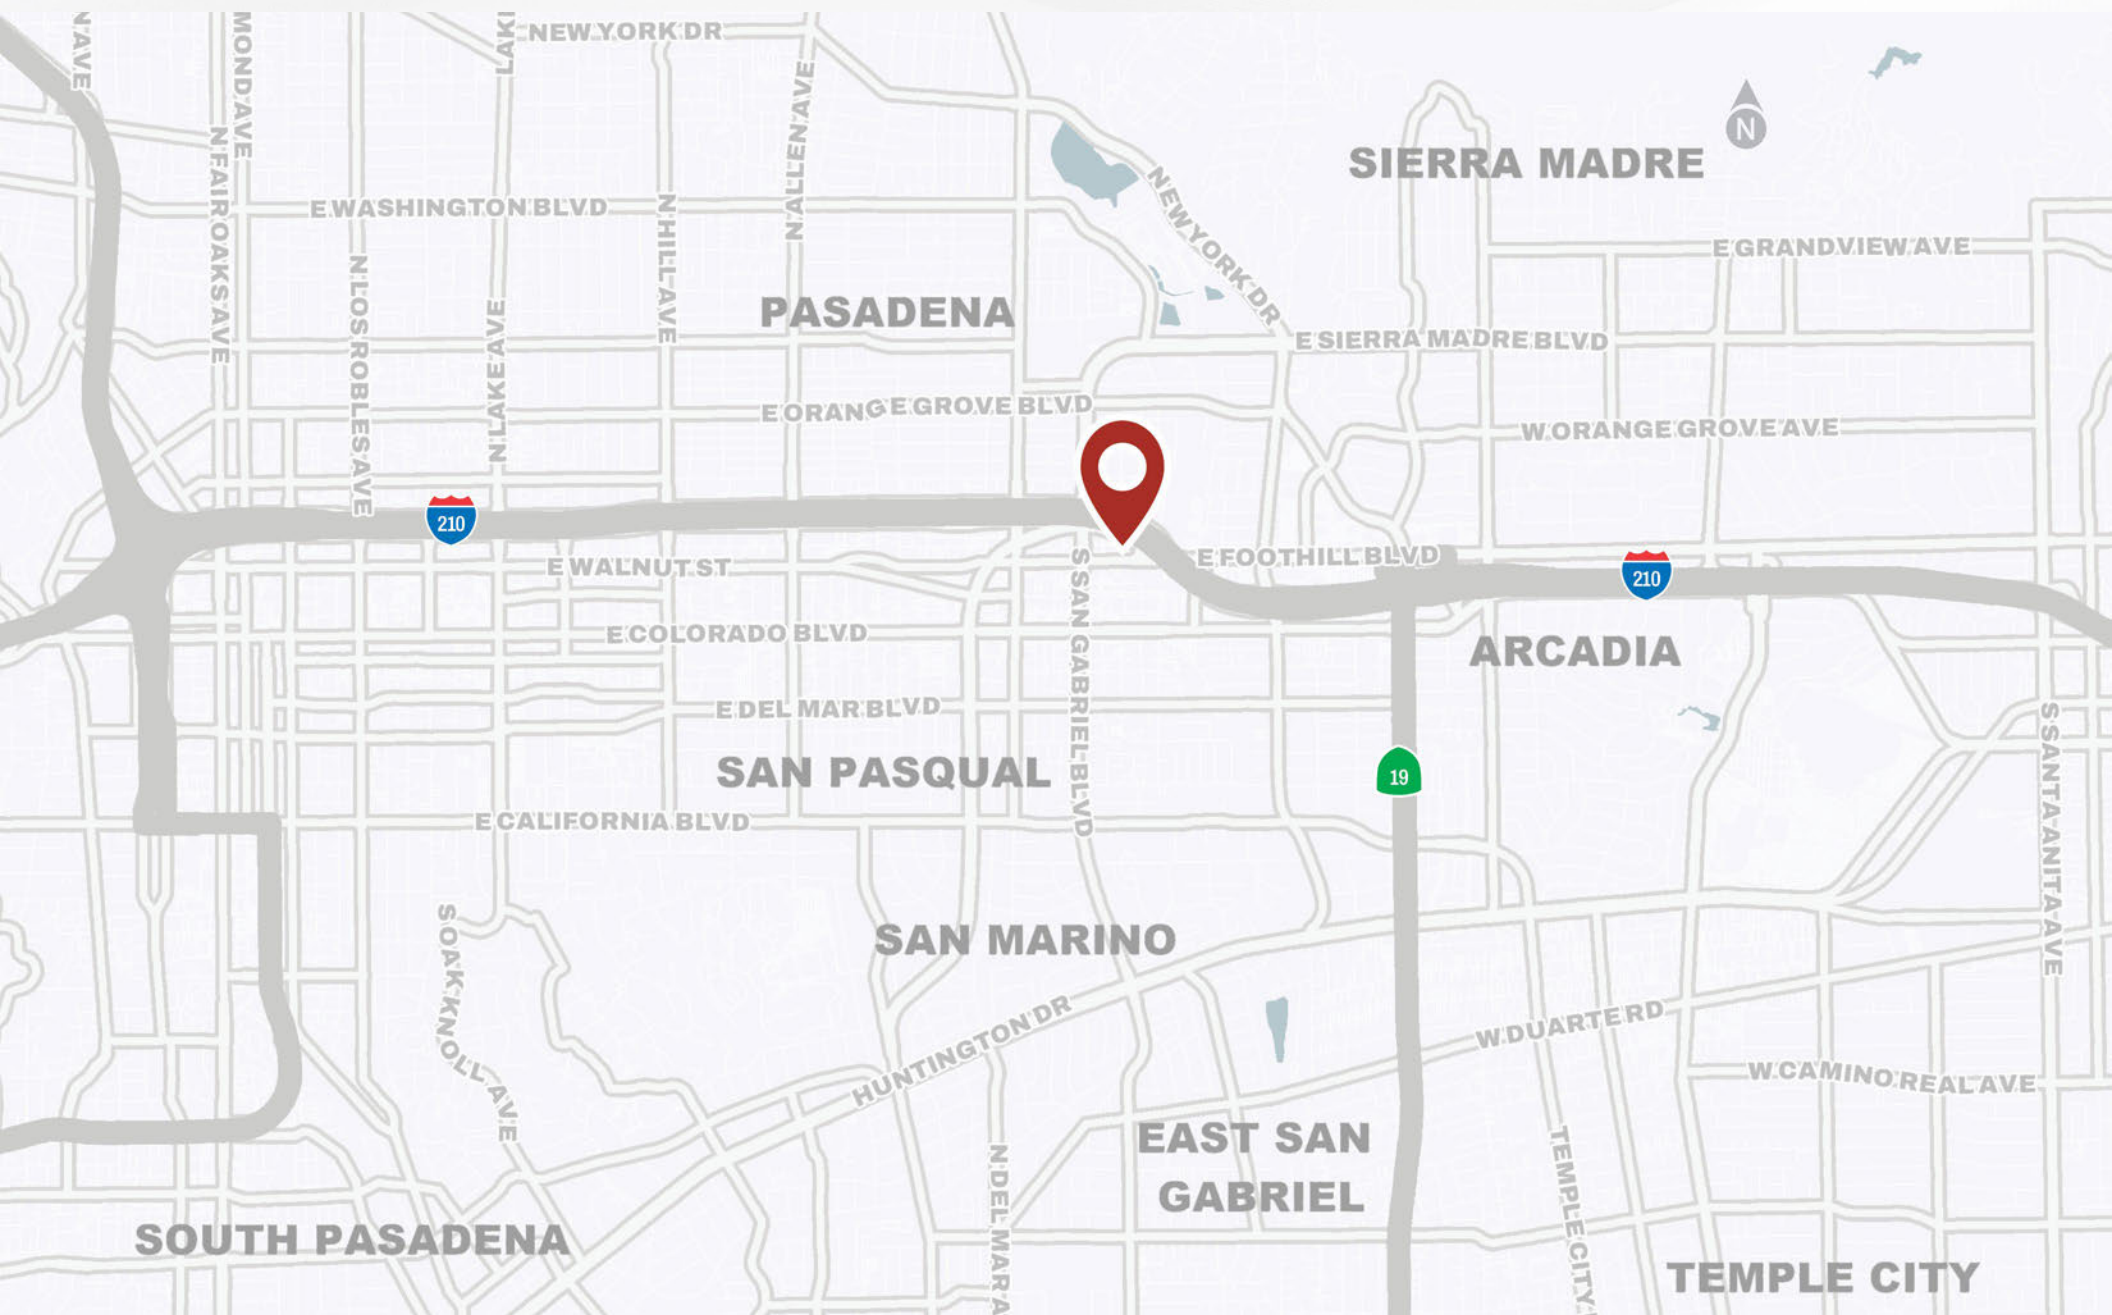 N AVE
MOND AVE
LAK
NEW YORK DR
N ALLEN AVE
N FAIR OAKS AVE
N
SIERRA MADRE
NEW YORK DR
E WASHINGTON BLVD
N HILL AVE
E GRANDVIEW AVE
N LOS ROBLES AVE
N LAKE AVE
PASADENA
E SIERRA MADRE BLVD
E ORANGE GROVE BLVD
W ORANGE GROVE AVE
210
E WALNUT ST
E FOOTHILL BLVD
210
S SAN GABRIEL BLVD
E COLORADO BLVD
ARCADIA
E DEL MAR BLVD
S SANTA ANITA AVE
SAN PASQUAL
19
E CALIFORNIA BLVD
S OAK KNOLL AVE
SAN MARINO
HUNTINGTON DR
W DUARTE RD
W CAMINO REAL AVE
EAST SAN
GABRIEL
TEMPLE CITY
N DEL MAR A
SOUTH PASADENA
TEMPLE CITY